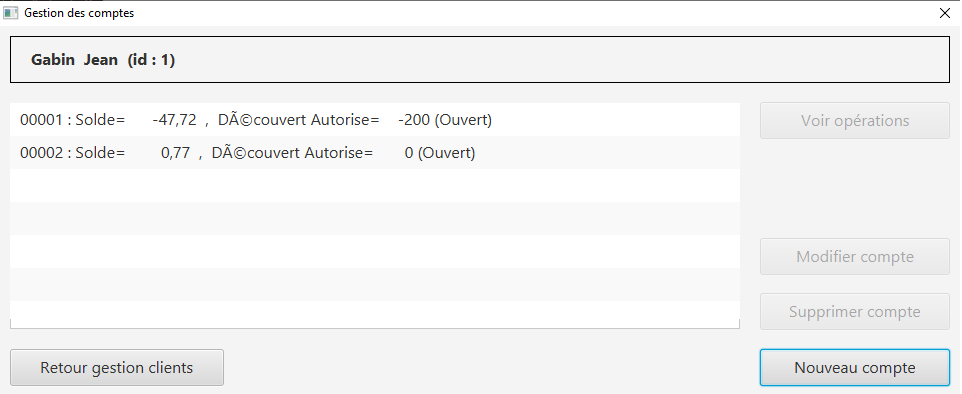 Gestion des comptes
Gabin Jean (id : 1)
00001 : Solde= -47,72 , DÃ©couvert Autorise= -200 (Ouvert)
Voir opérations
00002 : Solde= 0,77 , DÃ©couvert Autorise= 0 (Ouvert)
Modifier compte
Supprimer compte
Retour gestion clients
Nouveau compte